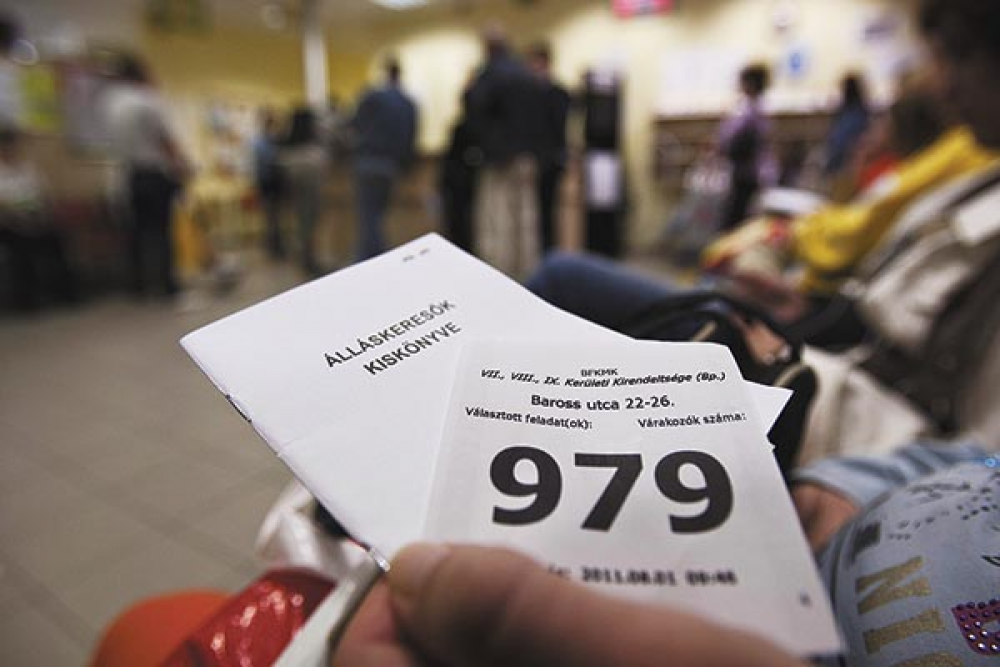 ÁLLÁSKERESŐK
KISKÖNYVE
BFKMK
VII., VIII., IX. Kerületi Kirendeltsége (Bp.)
Baross utca 22-26.
Választott feladat(ok): Várakozók száma:
979
2011.08.01 09:46